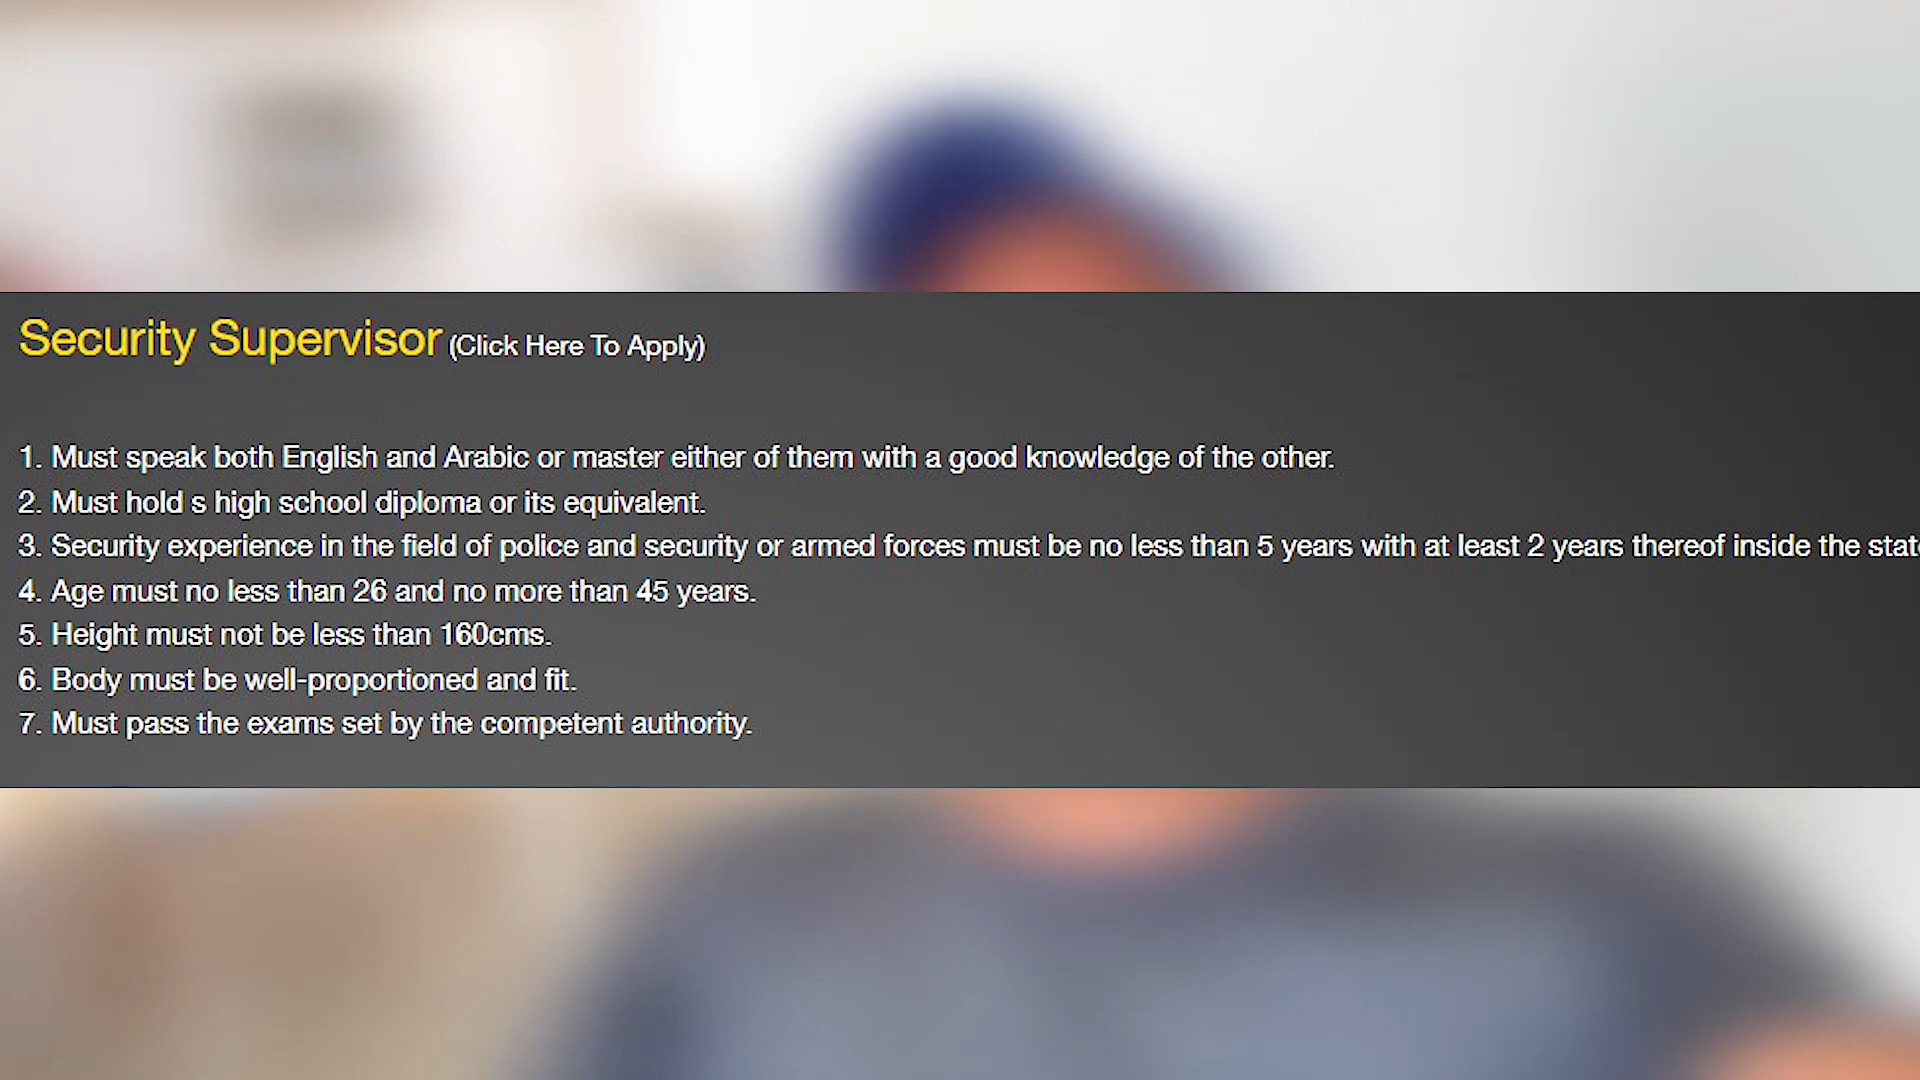 Security Supervisor (Click Here To Apply)
1. Must speak both English and Arabic or master either of them with a good knowledge of the other.
2. Must hold s high school diploma or its equivalent.
3. Security experience in the field of police and security or armed forces must be no less than 5 years with at least 2 years thereof inside the
4. Age must no less than 26 and no more than 45 years.
5. Height must not be less than 160cms.
6. Body must be well-proportioned and fit.
7. Must pass the exams set by the competent authority.